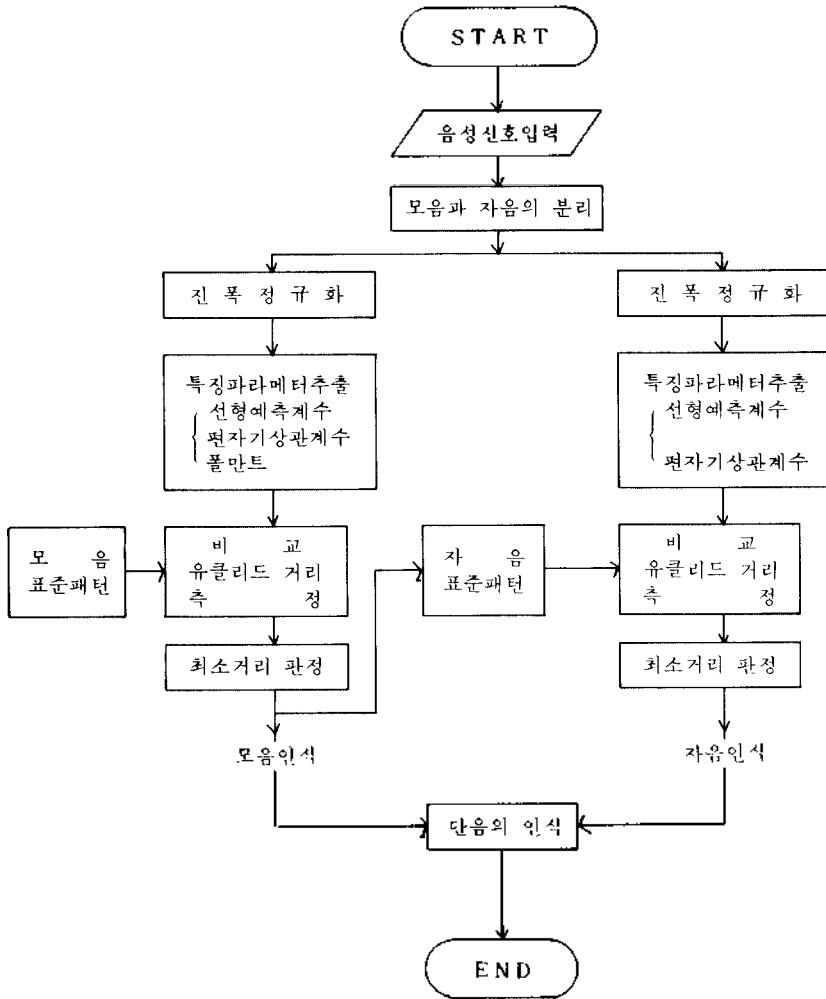 START
음성신호입력
모음과 자음의 분리
진 폭 정 규 화
특징파라메터추출
선형예측계수
편자기상관계수
폴만트
모 음
표준패턴
비 교
유클리드 거리
측 정
최소거리 판정
모음인식
진 폭 정 규 화
특징파라메터추출
선형예측계수
편자기상관계수
자 음
표준패턴
비 교
유클리드 거리
측 정
최소거리 판정
자음인식
단음의 인식
END